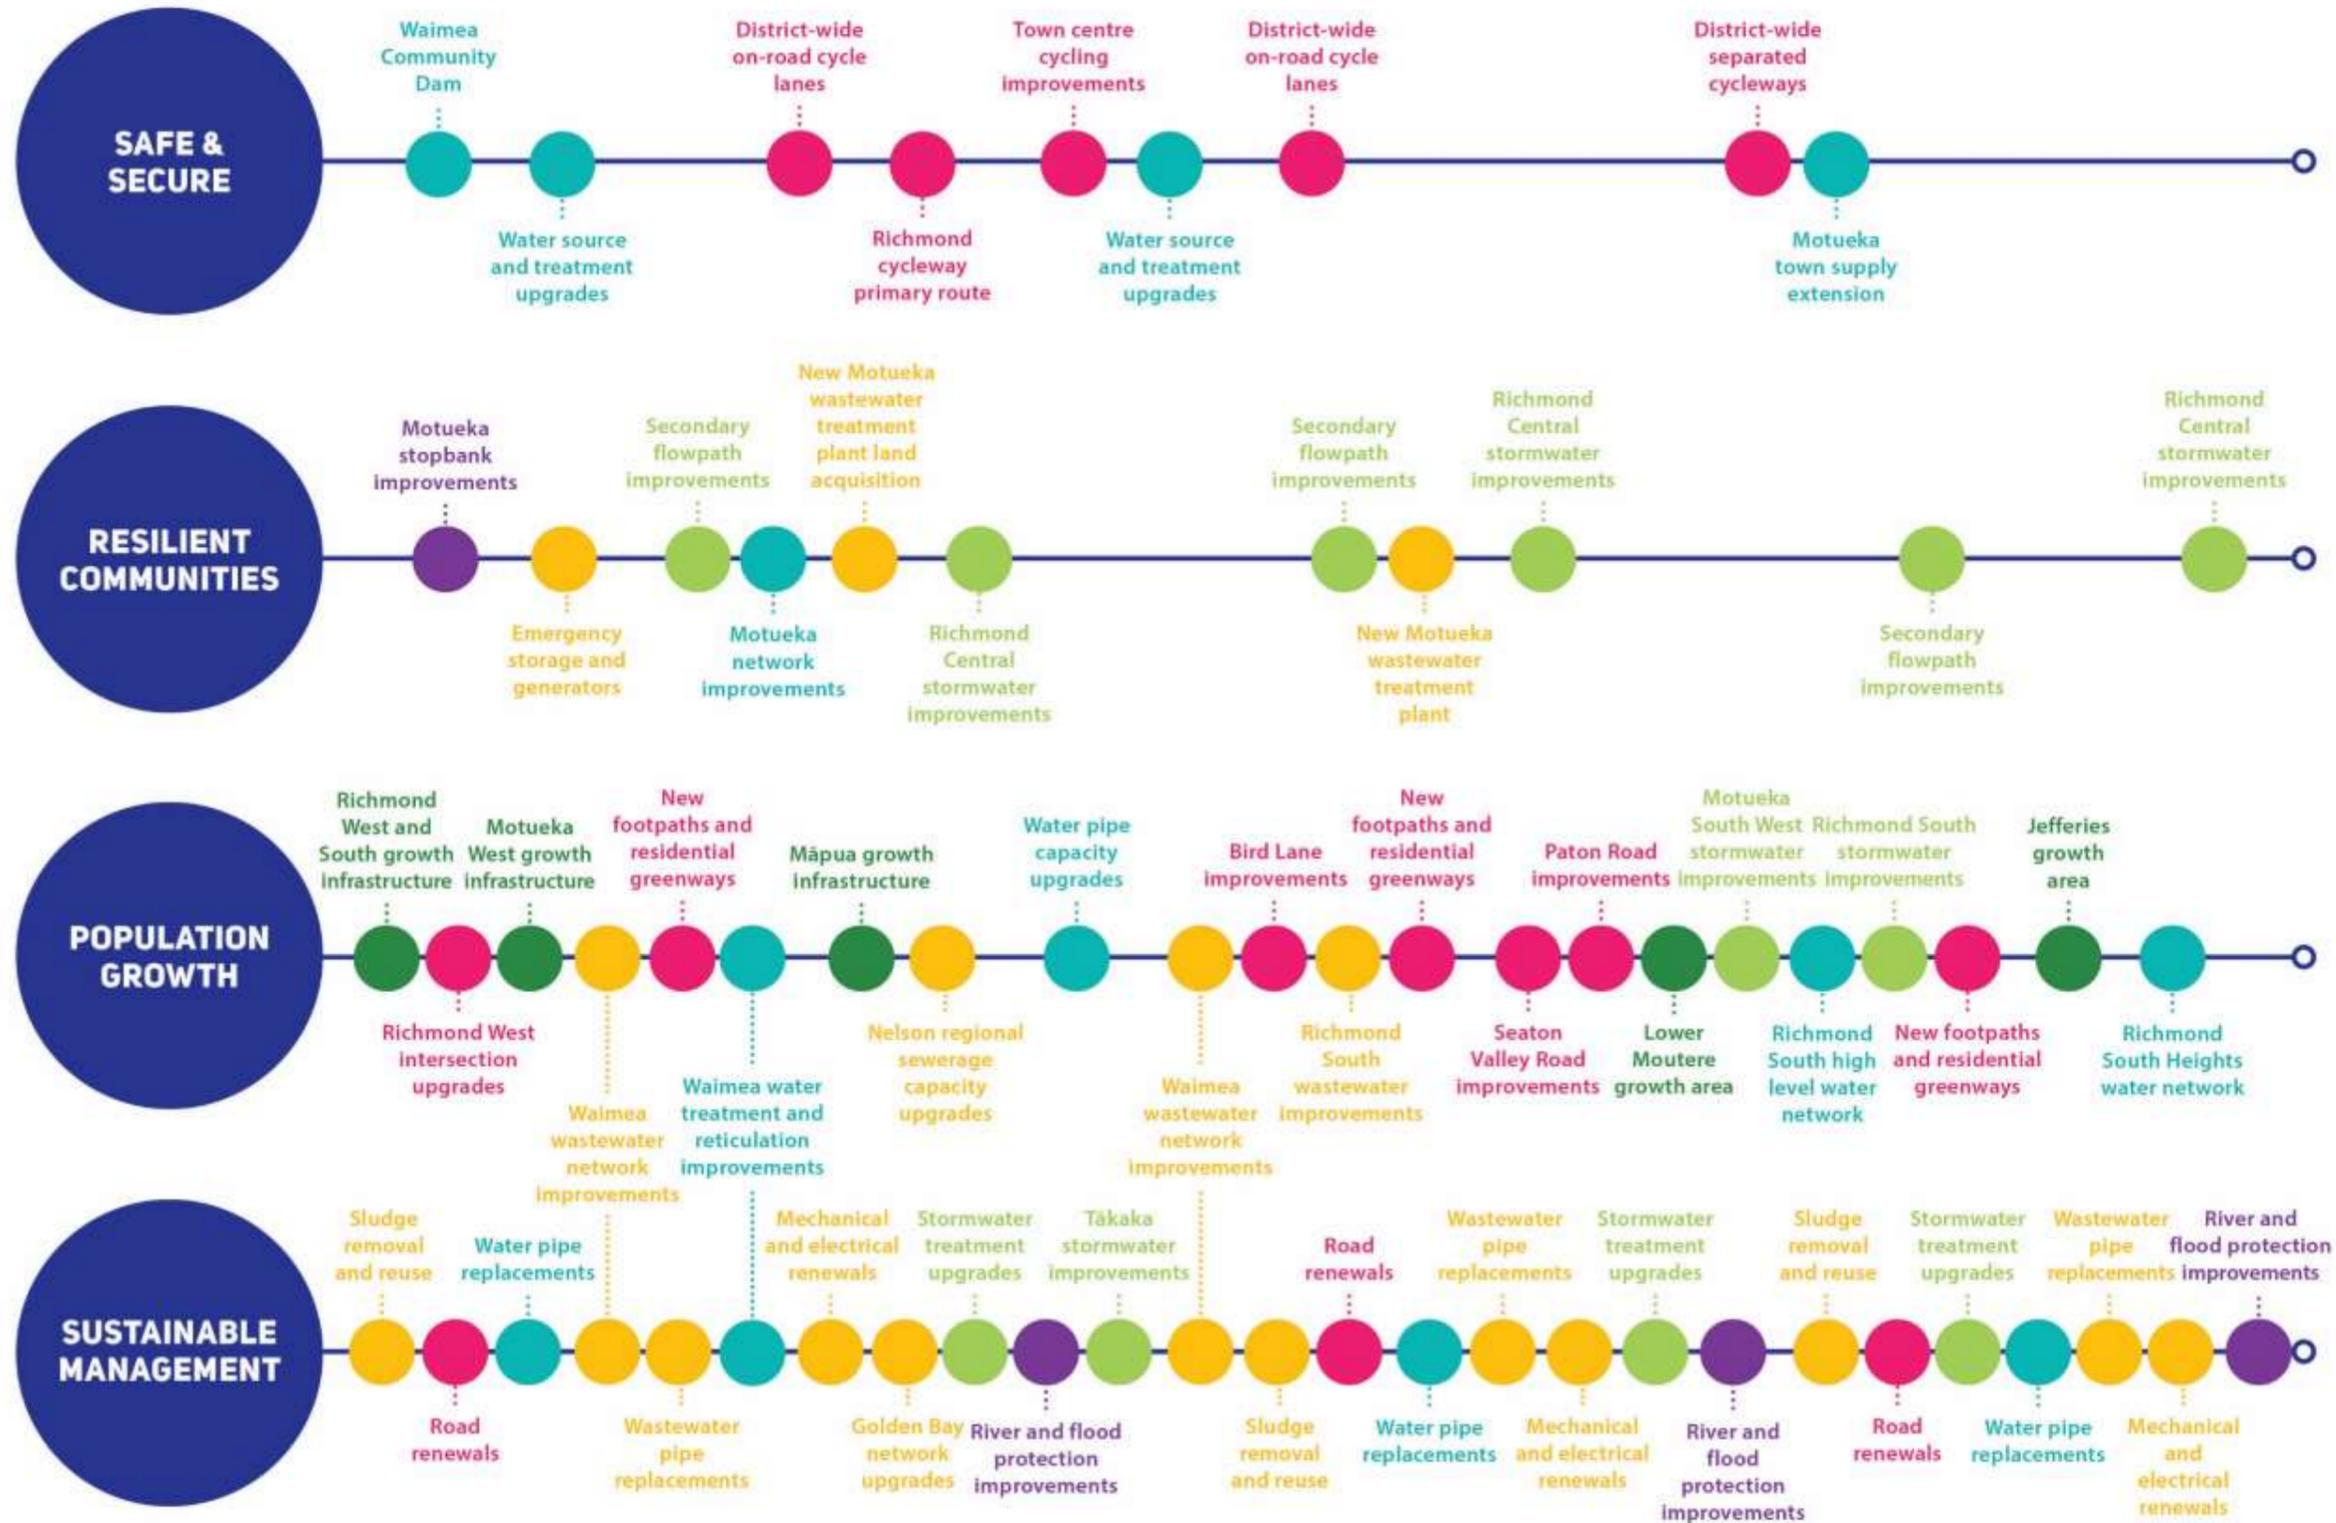 SAFE &
SECURE
Waimea
Community
Dam
Water source
and treatment
upgrades
District-wide
on-road cycle
lanes
Richmond
cycleway
primary route
Town centre
cycling
improvements
Water source
and treatment
upgrades
District-wide
on-road cycle
lanes
District-wide
separated
cycleways
Motueka
town supply
extension
RESILIENT
COMMUNITIES
Motueka
stopbank
improvements
Emergency
storage and
generators
Secondary
flowpath
improvements
Motueka
network
improvements
New Motueka
wastewater
treatment
plant land
acquisition
Richmond
Central
stormwater
improvements
Secondary
flowpath
improvements
New Motueka
wastewater
treatment
plant
Richmond
Central
stormwater
improvements
Secondary
flowpath
improvements
Richmond
Central
stormwater
improvements
POPULATION
GROWTH
Richmond
West and
South growth
infrastructure
Richmond West
intersection
upgrades
Motueka
West growth
infrastructure
Waimea
wastewater
network
improvements
New
footpaths and
residential
greenways
Waimea water
treatment and
reticulation
improvements
Māpua growth
infrastructure
Nelson regional
sewerage
capacity
upgrades
Water pipe
capacity
upgrades
Waimea
wastewater
network
improvements
Bird Lane
improvements
Richmond
South
wastewater
improvements
New
footpaths and
residential
greenways
Seaton
Valley Road
improvements
Paton Road
improvements
Lower
Moutere
growth area
Motueka
South West
stormwater
improvements
Richmond
South high
level water
network
Richmond South
stormwater
improvements
New footpaths
and residential
greenways
Jefferies
growth
area
Richmond
South Heights
water network
SUSTAINABLE
MANAGEMENT
Sludge
removal
and reuse
Road
renewals
Water pipe
replacements
Wastewater
pipe
replacements
Mechanical
and electrical
renewals
Golden Bay
network
upgrades
Stormwater
treatment
upgrades
River and flood
protection
improvements
Tākaka
stormwater
improvements
Sludge
removal
and reuse
Road
renewals
Water pipe
replacements
Wastewater
pipe
replacements
Mechanical
and electrical
renewals
Stormwater
treatment
upgrades
River and
flood
protection
improvements
Sludge
removal
and reuse
Road
renewals
Stormwater
treatment
upgrades
Water pipe
replacements
Wastewater
pipe
replacements
Mechanical
and
electrical
renewals
River and
flood protection
improvements